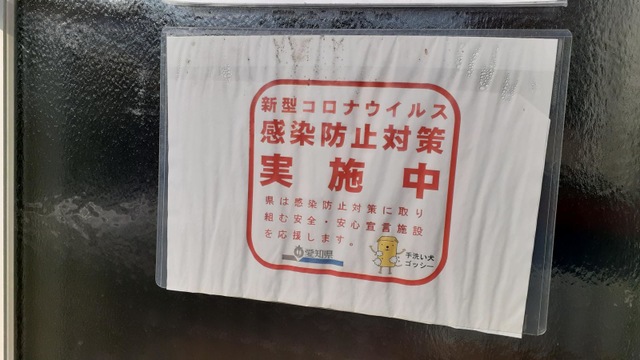 新型コロナウイルス
感染防止対策
実施中
県は感染防止対策に取り
組む安全・安心宣言施設
を応援します。
愛知県
手洗い犬
ゴッシー